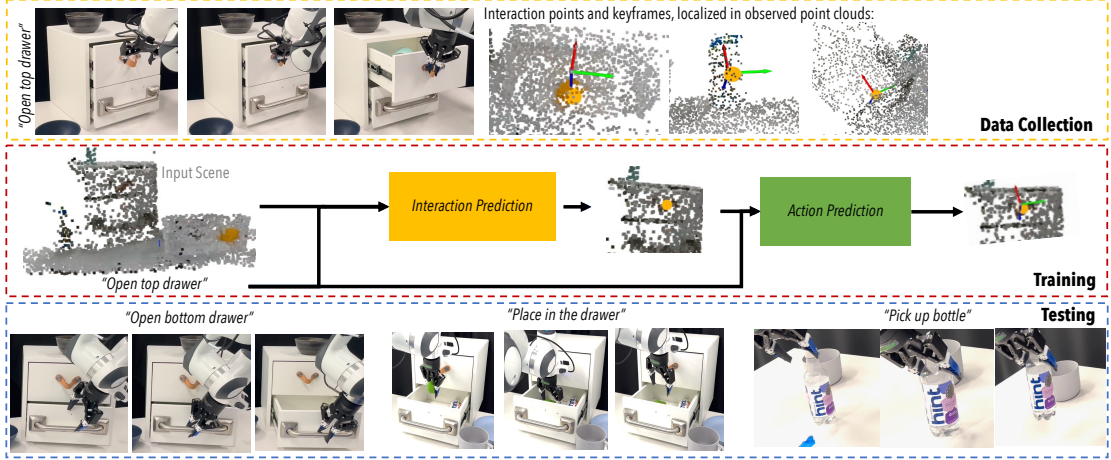 "Open top drawer"
Interaction points and keyframes, localized in observed point clouds:
Data Collection
Input Scene
Interaction Prediction
Action Prediction
"Open top drawer"
Training
"Open bottom drawer"
"Place in the drawer"
"Pick up bottle"
Testing
hint
hint
hint